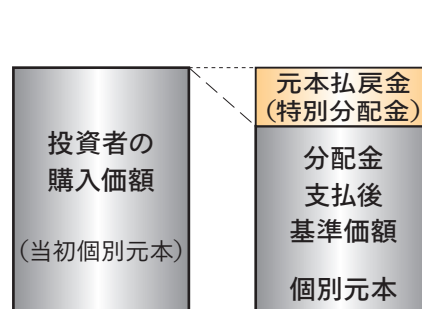 投資者の
購入価額
（当初個別元本）
元本払戻金
（特別分配金）
分配金
支払後
基準価額
個別元本